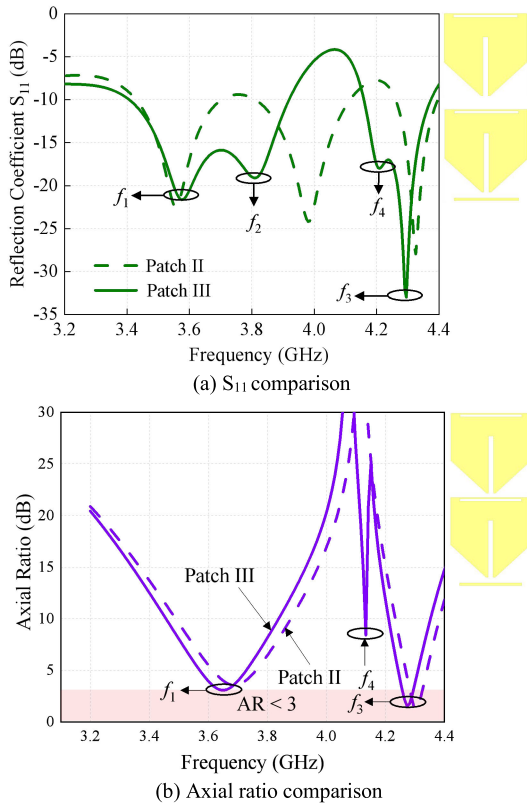 Reflection Coefficient S11 (dB)
0
-5
-10
-15
-20
-25
-30
-35
f1
f2
f4
f3
Patch II
Patch III
3.2 3.4 3.6 3.8 4.0 4.2 4.4
Frequency (GHz)
(a) S11 comparison
Axial Ratio (dB)
30
25
20
15
10
5
0
Patch III
Patch II
f1
AR < 3
f4
f3
3.2 3.4 3.6 3.8 4.0 4.2 4.4
Frequency (GHz)
(b) Axial ratio comparison